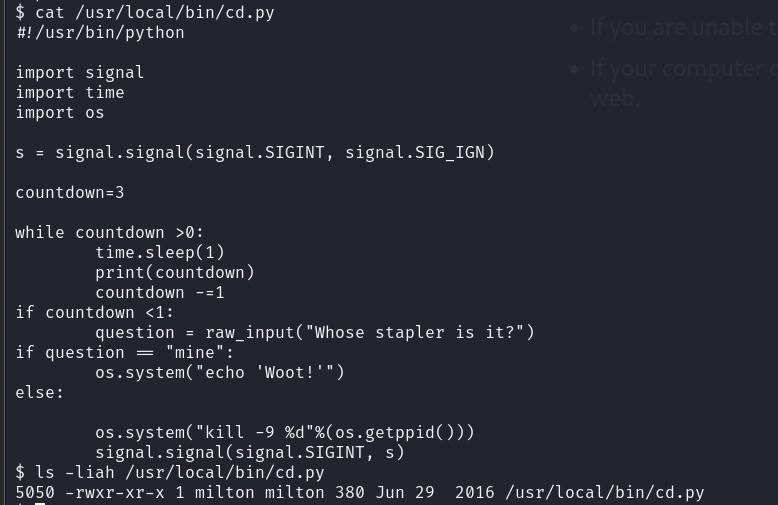 $ cat /usr/local/bin/cd.py
#!/usr/bin/python
import signal
import time
import os
s = signal.signal(signal.SIGINT, signal.SIG_IGN)
countdown=3
while countdown >0:
        time.sleep(1)
        print(countdown)
        countdown -=1
if countdown <1:
        question = raw_input("Whose stapler is it?")
if question == "mine":
        os.system("echo 'Woot!'")
else:
        os.system("kill -9 %d"%(os.getppid()))
        signal.signal(signal.SIGINT, s)
$ ls -liah /usr/local/bin/cd.py
5050 -rwxr-xr-x 1 milton milton 380 Jun 29  2016 /usr/local/bin/cd.py
$
• If you are unable t
• If your computer
web.